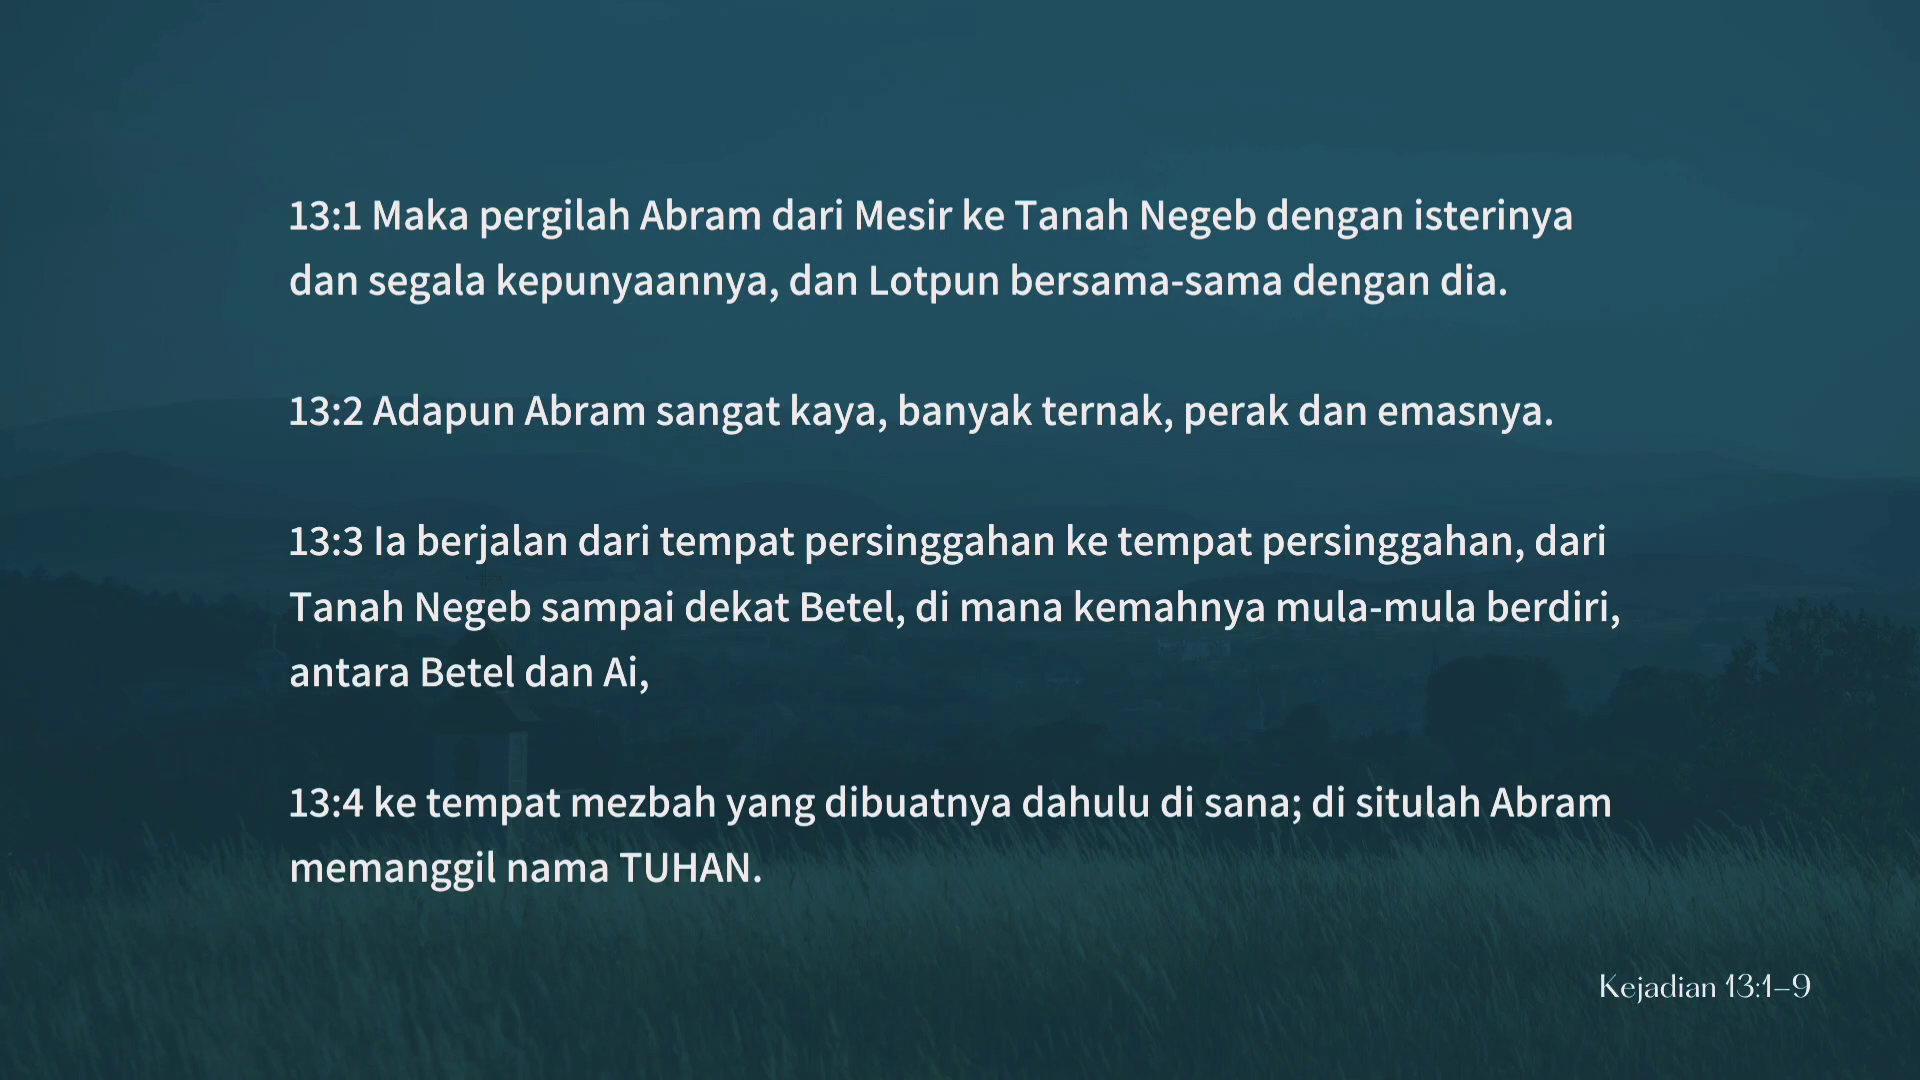 13:1 Maka pergilah Abram dari Mesir ke Tanah Negeb dengan isterinya
dan segala kepunyaannya, dan Lotpun bersama-sama dengan dia.
13:2 Adapun Abram sangat kaya, banyak ternak, perak dan emasnya.
13:3 Ia berjalan dari tempat persinggahan ke tempat persinggahan, dari
Tanah Negeb sampai dekat Betel, di mana kemahnya mula-mula berdiri,
antara Betel dan Ai,
13:4 ke tempat mezbah yang dibuatnya dahulu di sana; di situlah Abram
memanggil nama TUHAN.
Kejadian 13:1–9